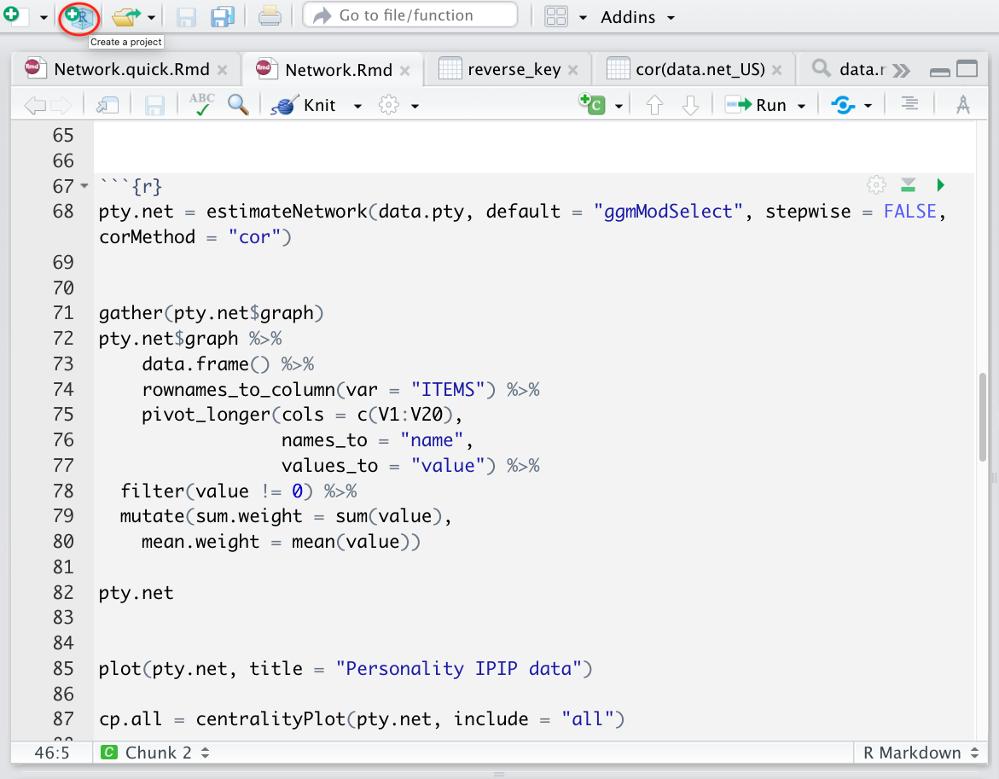 Go to file/function
Addins
Create a project
Network.quick.Rmd
Network.Rmd
reverse_key
cor(data.net_US)
ABC
Knit
Run
65
66
67 ```{r}
68 pty.net = estimateNetwork(data.pty, default = "ggmModSelect", stepwise = FALSE,
corMethod = "cor")
69
70
71 gather(pty.net$graph)
72 pty.net$graph %>%
73 data.frame() %>%
74 rownames_to_column(var = "ITEMS") %>%
75 pivot_longer(cols = c(V1:V20),
76 names_to = "name",
77 values_to = "value") %>%
78 filter(value != 0) %>%
79 mutate(sum.weight = sum(value),
80 mean.weight = mean(value))
81
82 pty.net
83
84
85 plot(pty.net, title = "Personality IPIP data")
86
87 cp.all = centralityPlot(pty.net, include = "all")
46:5
C Chunk 2
R Markdown